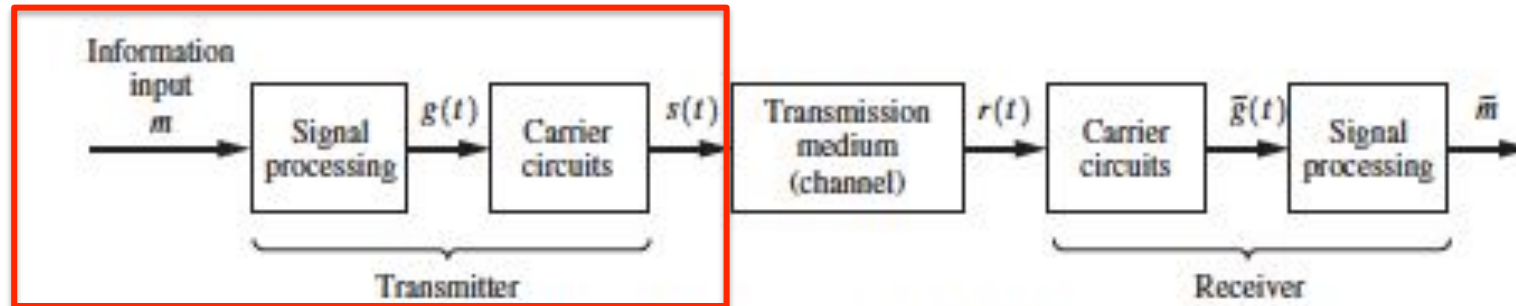 Information
input
m
Signal
processing
g(t)
Carrier
circuits
s(t)
Transmission
medium
(channel)
r(t)
Carrier
circuits
g̃(t)
Signal
processing
m̃
Transmitter
Receiver